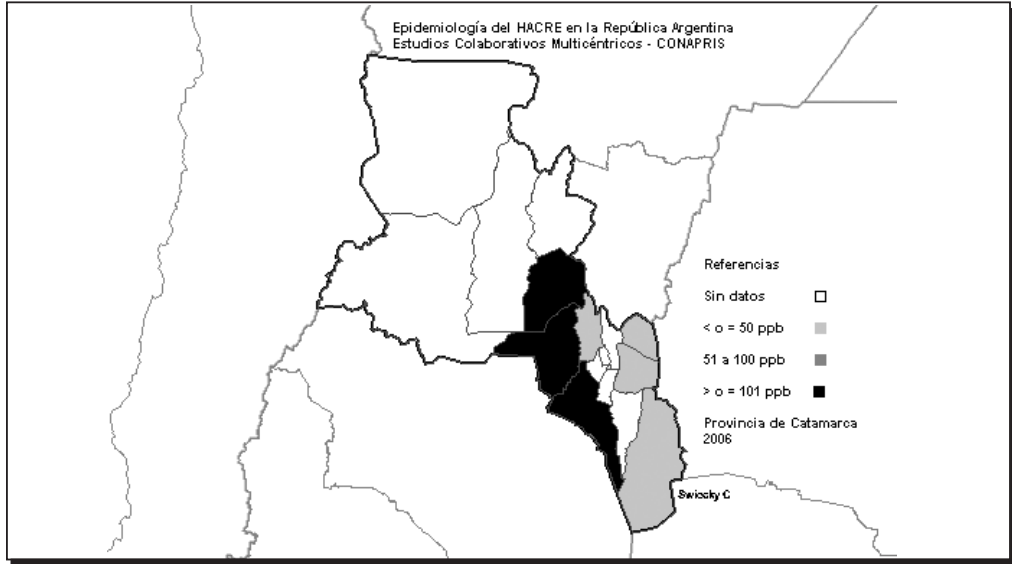 Epidemiología del HACRE en la República Argentina
Estudios Colaborativos Multicéntricos - CONAPRIS
Referencias
Sin datos
< o = 50 ppb
51 a 100 ppb
> o = 101 ppb
Provincia de Catamarca
2006
Swiecky C